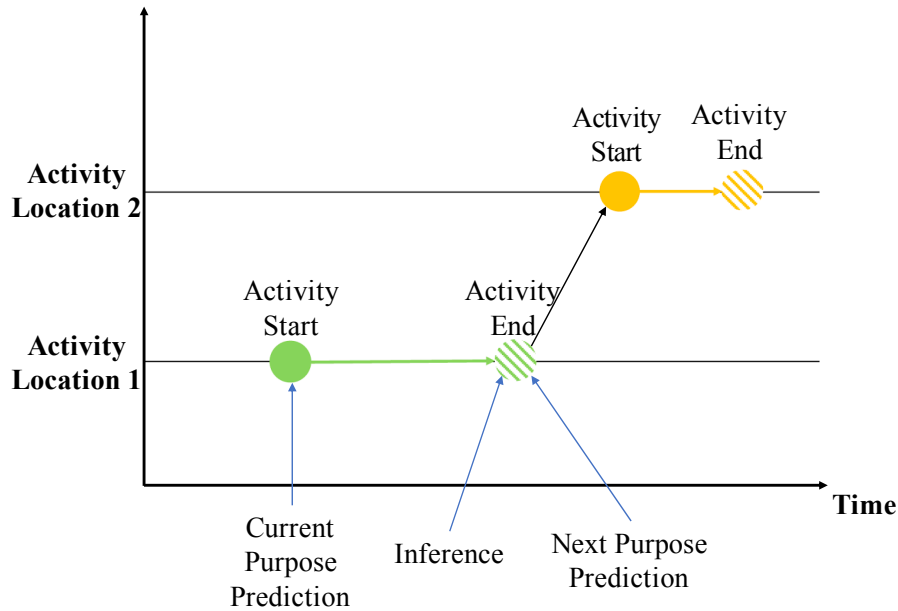 Activity
Start
Activity
End
Activity
Location 2
Activity
Start
Activity
End
Activity
Location 1
Time
Current
Purpose
Prediction
Inference
Next Purpose
Prediction